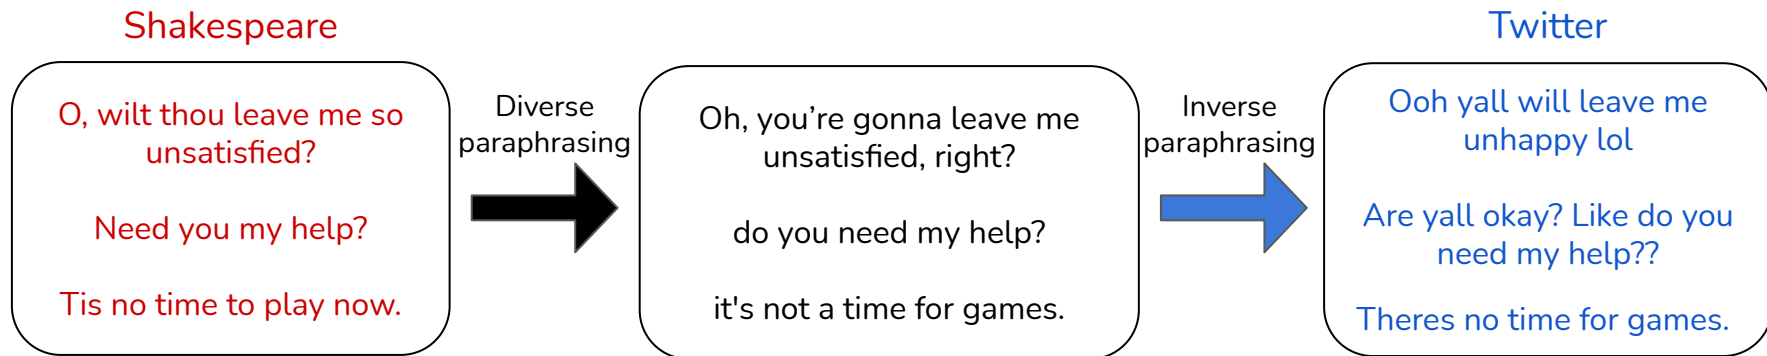 Shakespeare
O, wilt thou leave me so
unsatisfied?
Need you my help?
Tis no time to play now.
Diverse
paraphrasing
Oh, you’re gonna leave me
unsatisfied, right?
do you need my help?
it's not a time for games.
Inverse
paraphrasing
Twitter
Ooh yall will leave me
unhappy lol
Are yall okay? Like do you
need my help??
Theres no time for games.